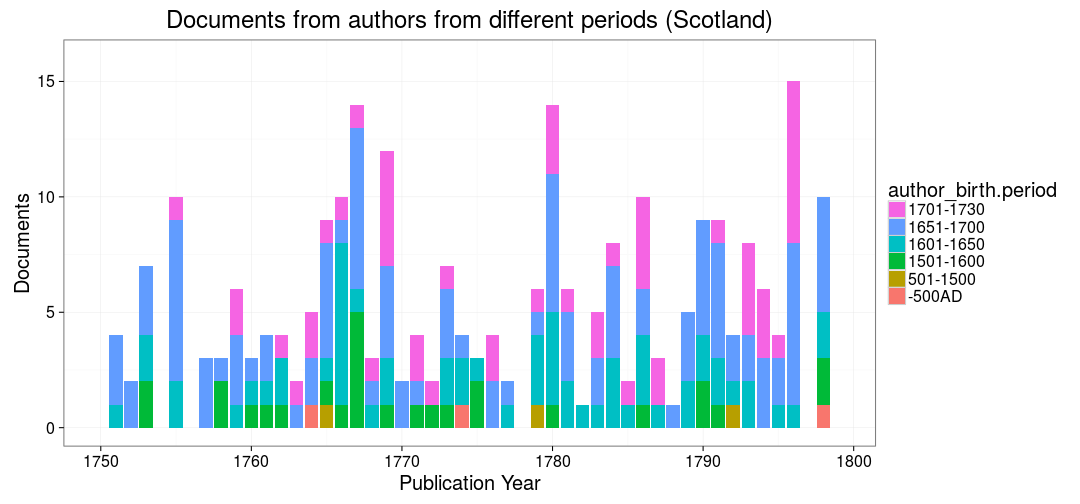 Documents from authors from different periods (Scotland)
Documents
15
10
5
0
1750 1760 1770 1780 1790 1800
Publication Year
author_birth.period
1701-1730
1651-1700
1601-1650
1501-1600
501-1500
-500AD